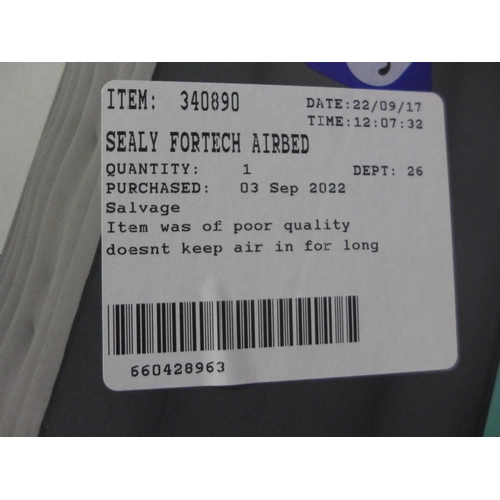 ITEM: 340890 DATE:22/09/17
TIME:12:07:32
SEALY FORTECH AIRBED
QUANTITY: 1 DEPT: 26
PURCHASED: 03 Sep 2022
Salvage
Item was of poor quality
doesnt keep air in for long
660428963